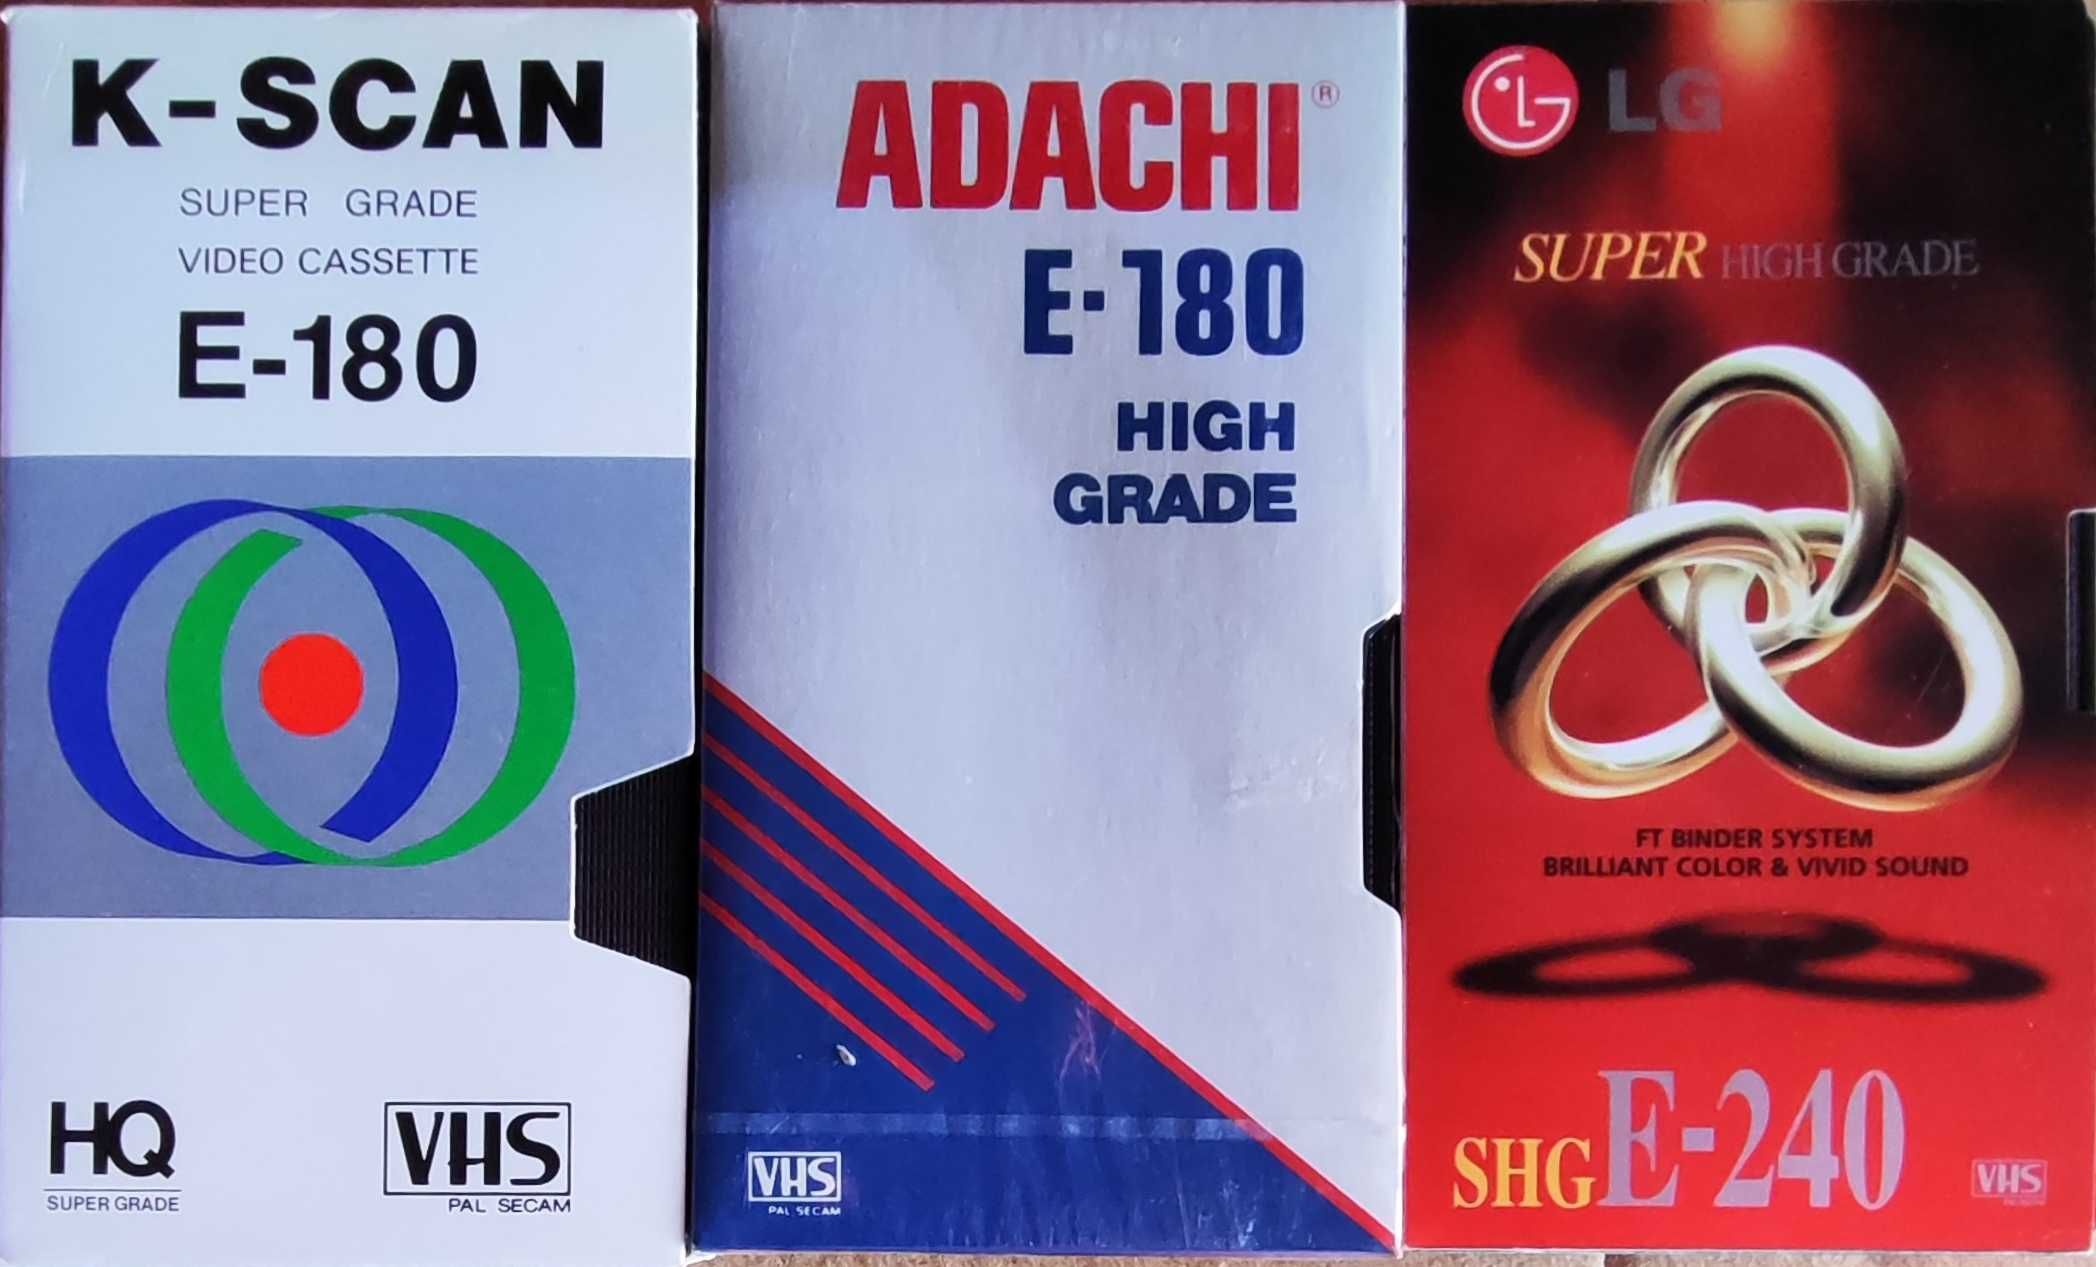 K-SCAN
SUPER GRADE
VIDEO CASSETTE
E-180
HQ
SUPER GRADE
VHS
PAL SECAM
ADACHI®
E-180
HIGH
GRADE
VHS
PAL SECAM
LG
SUPER HIGH GRADE
FT BINDER SYSTEM
BRILLIANT COLOR & VIVID SOUND
SHG E-240
VHS